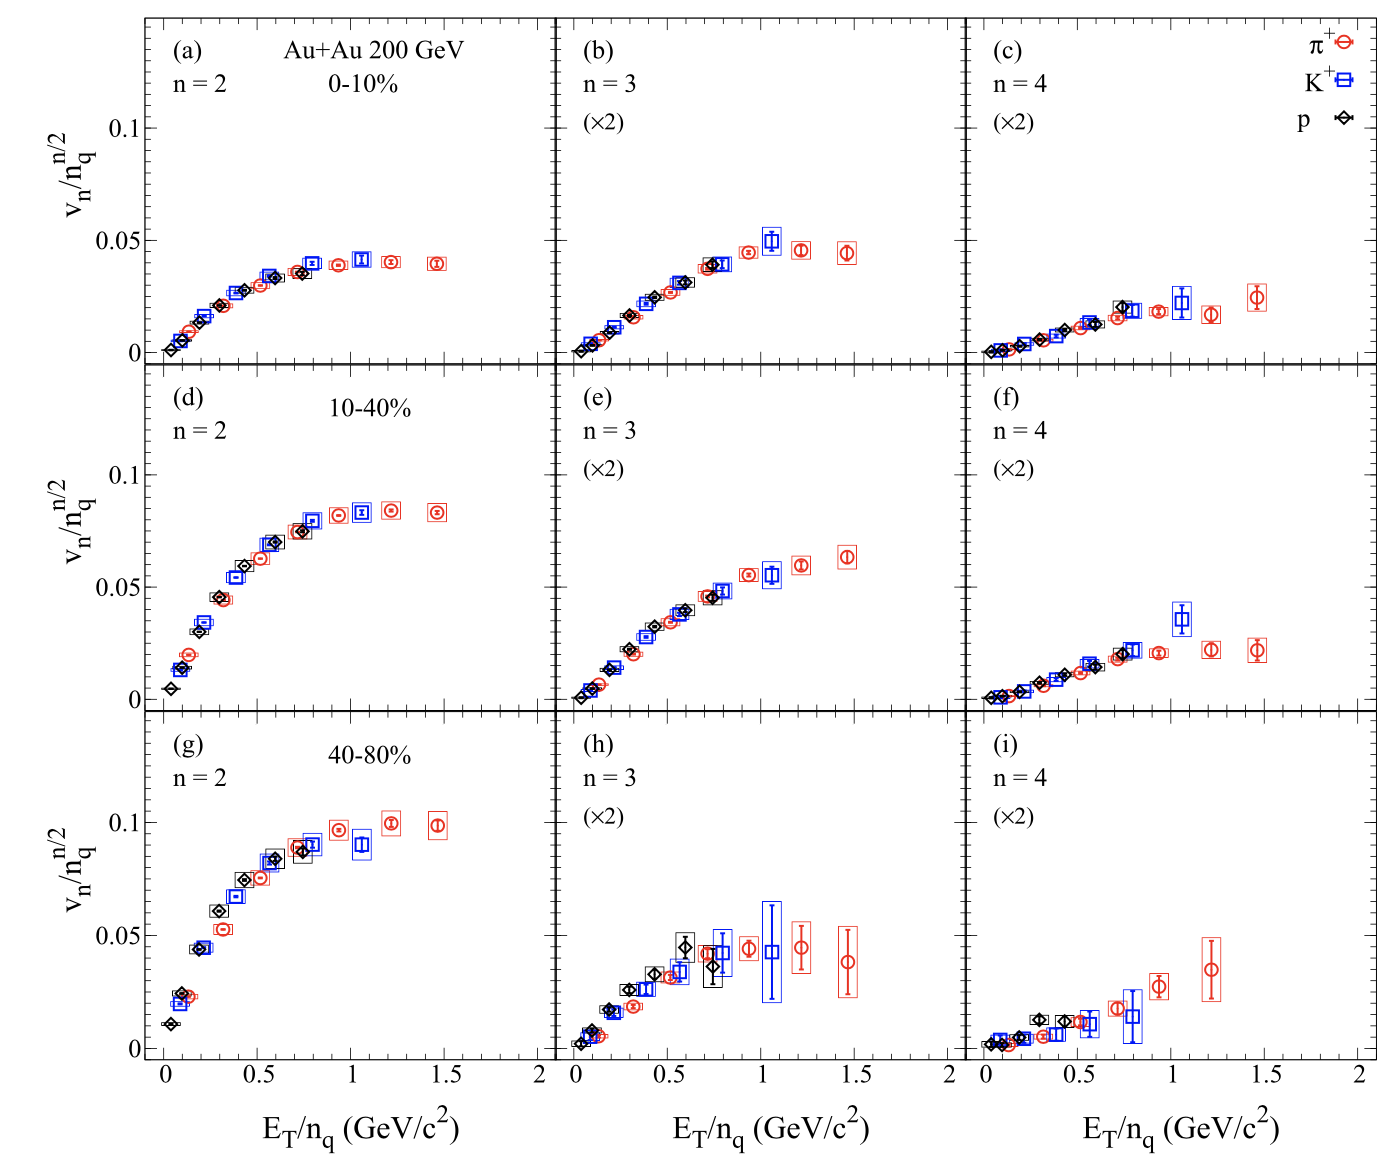 (a) Au+Au 200 GeV
n = 2 0-10%
(b)
n = 3
(×2)
(c) π+
n = 4 K+
(×2) p
vn/nq^n/2
0.1
0.05
0
(d) 10-40%
n = 2
(e)
n = 3
(×2)
(f)
n = 4
(×2)
vn/nq^n/2
0.1
0.05
0
(g) 40-80%
n = 2
(h)
n = 3
(×2)
(i)
n = 4
(×2)
vn/nq^n/2
0.1
0.05
0
0 0.5 1 1.5 2
0 0.5 1 1.5 2
0 0.5 1 1.5 2
ET/nq (GeV/c2)
ET/nq (GeV/c2)
ET/nq (GeV/c2)